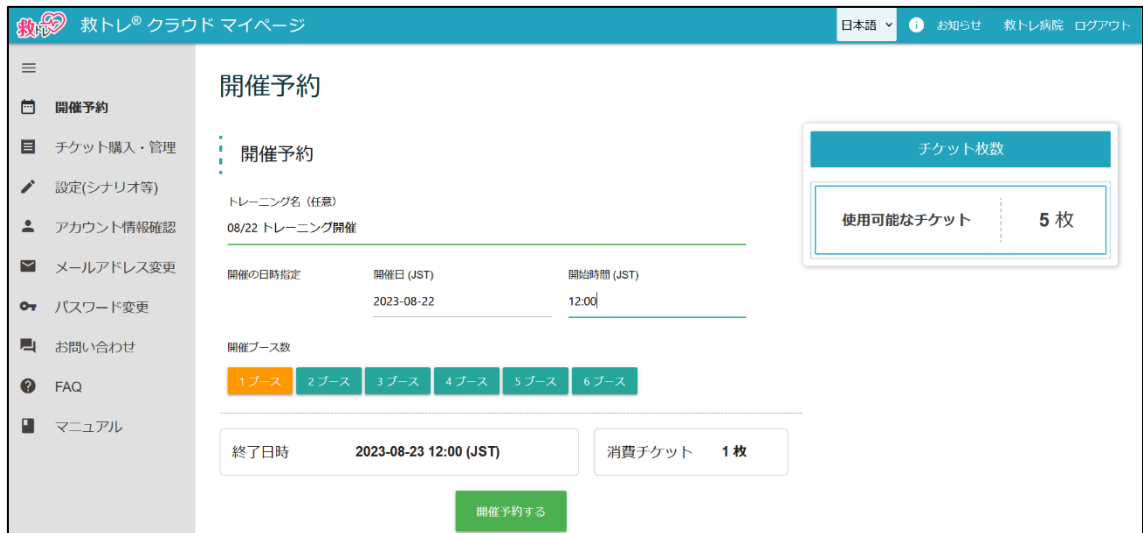 救トレ 救トレ® クラウド マイページ 日本語 お知らせ 救トレ病院 ログアウト
開催予約
チケット購入・管理
設定(シナリオ等)
アカウント情報確認
メールアドレス変更
パスワード変更
お問い合わせ
FAQ
マニュアル
開催予約
開催予約
トレーニング名（任意）
08/22 トレーニング開催
開催の日時指定 開催日 (JST) 開始時間 (JST)
2023-08-22 12:00
開催ブース数
1 ブース 2 ブース 3 ブース 4 ブース 5 ブース 6 ブース
終了日時 2023-08-23 12:00 (JST) 消費チケット 1 枚
開催予約する
チケット枚数
使用可能なチケット 5 枚